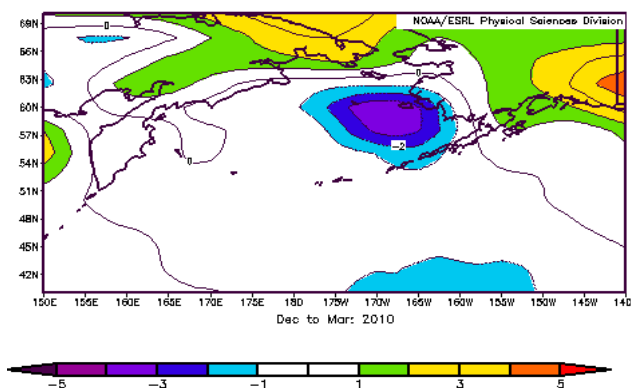 NOAA/ESRL Physical Sciences Division
69N
66N
63N
60N
57N
54N
51N
48N
45N
42N
0
0
0
-2
150E 155E 160E 165E 170E 175E 180 175W 170W 165W 160W 155W 150W 145W 140
Dec to Mar: 2010
-5 -3 -1 1 3 5